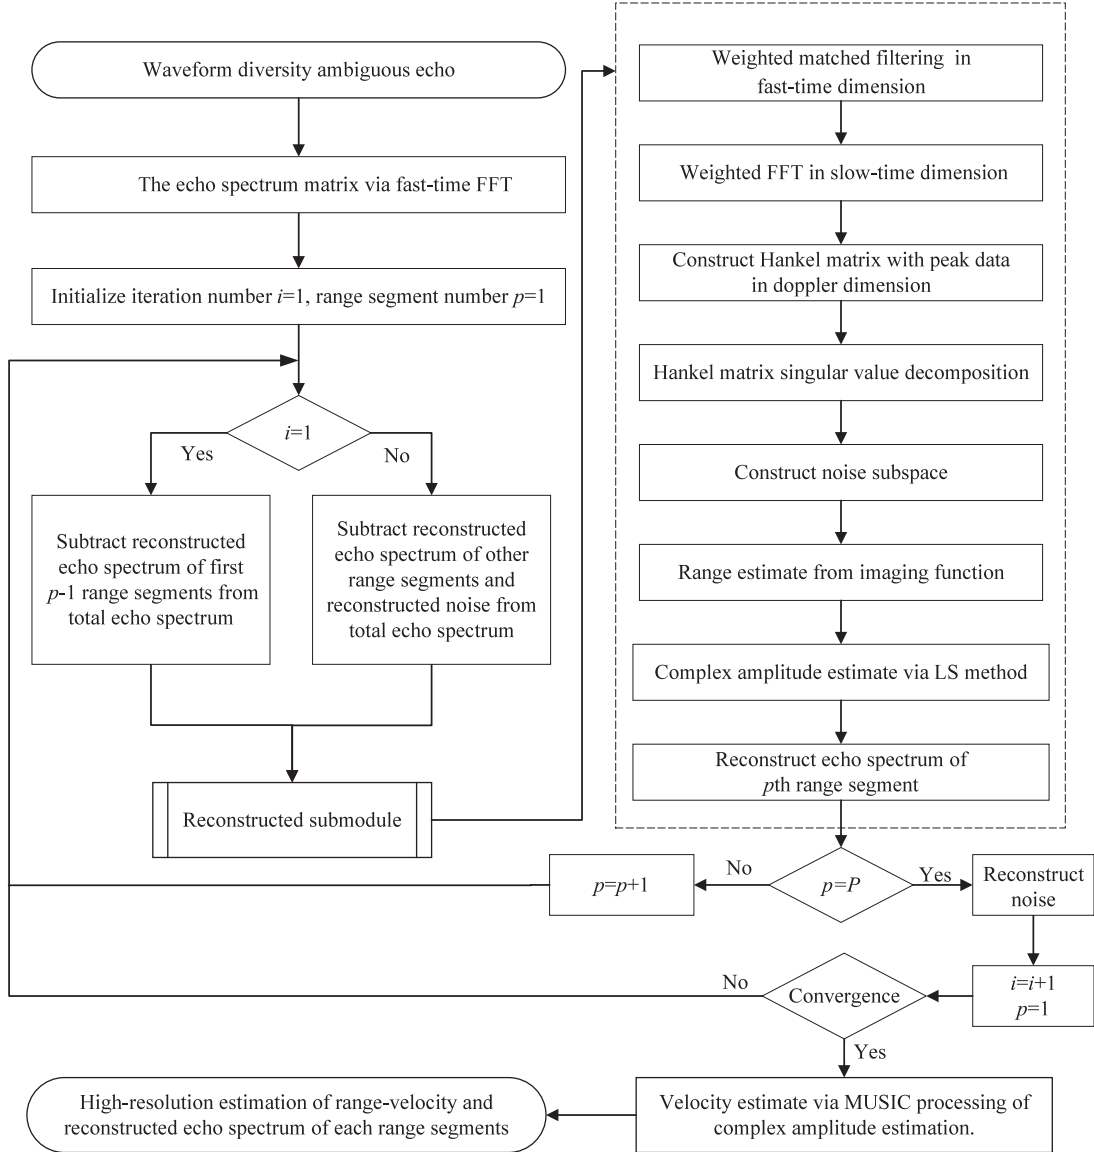 Waveform diversity ambiguous echo
The echo spectrum matrix via fast-time FFT
Initialize iteration number i=1, range segment number p=1
i=1
Yes
No
Subtract reconstructed
echo spectrum of first
p-1 range segments from
total echo spectrum
Subtract reconstructed
echo spectrum of other
range segments and
reconstructed noise from
total echo spectrum
Reconstructed submodule
Weighted matched filtering in
fast-time dimension
Weighted FFT in slow-time dimension
Construct Hankel matrix with peak data
in doppler dimension
Hankel matrix singular value decomposition
Construct noise subspace
Range estimate from imaging function
Complex amplitude estimate via LS method
Reconstruct echo spectrum of
pth range segment
p=P
No
p=p+1
Yes
Reconstruct
noise
i=i+1
p=1
Convergence
No
Yes
Velocity estimate via MUSIC processing of
complex amplitude estimation.
High-resolution estimation of range-velocity and
reconstructed echo spectrum of each range segments